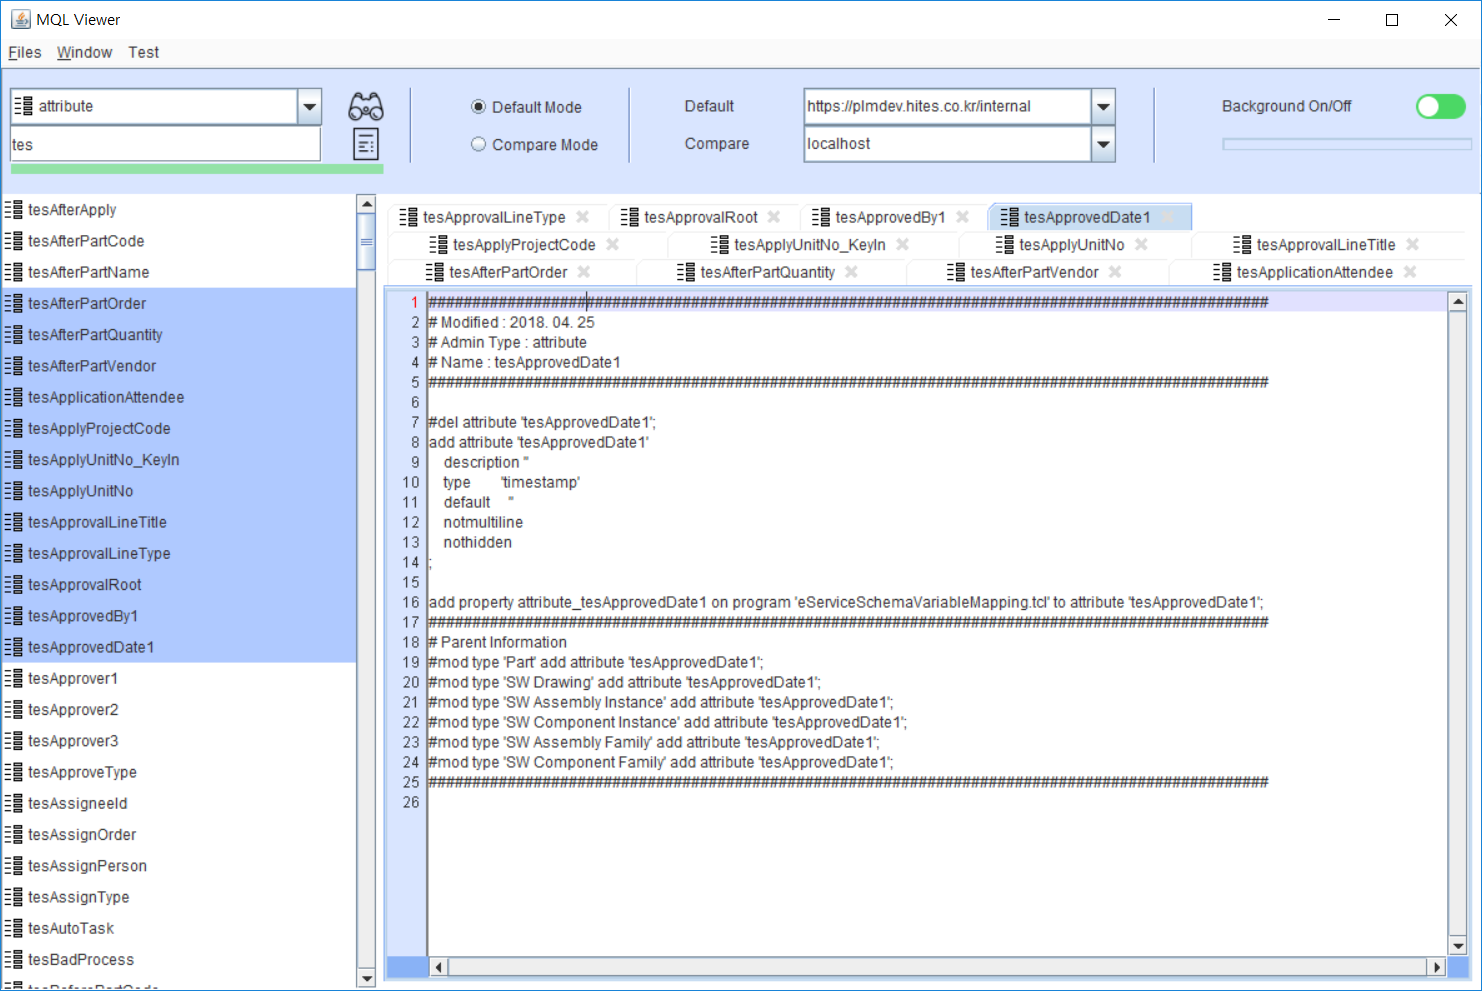 MQL Viewer
Files Window Test
attribute
tes
Default Mode
Compare Mode
Default https://plmdev.hites.co.kr/internal
Compare localhost
Background On/Off
tesAfterApply
tesAfterPartCode
tesAfterPartName
tesAfterPartOrder
tesAfterPartQuantity
tesAfterPartVendor
tesApplicationAttendee
tesApplyProjectCode
tesApplyUnitNo_KeyIn
tesApplyUnitNo
tesApprovalLineTitle
tesApprovalLineType
tesApprovalRoot
tesApprovedBy1
tesApprovedDate1
tesApprover1
tesApprover2
tesApprover3
tesApproveType
tesAssigneeId
tesAssignOrder
tesAssignPerson
tesAssignType
tesAutoTask
tesBadProcess
tesBeforePartCode
tesApprovalLineType tesApprovalRoot tesApprovedBy1 tesApprovedDate1
tesApplyProjectCode tesApplyUnitNo_KeyIn tesApplyUnitNo tesApprovalLineTitle
tesAfterPartOrder tesAfterPartQuantity tesAfterPartVendor tesApplicationAttendee
1 ########################################################################################################################
2 # Modified : 2018. 04. 25
3 # Admin Type : attribute
4 # Name : tesApprovedDate1
5 ########################################################################################################################
6
7 #del attribute 'tesApprovedDate1';
8 add attribute 'tesApprovedDate1'
9 description ''
10 type 'timestamp'
11 default ''
12 notmultiline
13 nothidden
14 ;
15
16 add property attribute_tesApprovedDate1 on program 'eServiceSchemaVariableMapping.tcl' to attribute 'tesApprovedDate1';
17 ########################################################################################################################
18 # Parent Information
19 #mod type 'Part' add attribute 'tesApprovedDate1';
20 #mod type 'SW Drawing' add attribute 'tesApprovedDate1';
21 #mod type 'SW Assembly Instance' add attribute 'tesApprovedDate1';
22 #mod type 'SW Component Instance' add attribute 'tesApprovedDate1';
23 #mod type 'SW Assembly Family' add attribute 'tesApprovedDate1';
24 #mod type 'SW Component Family' add attribute 'tesApprovedDate1';
25 ########################################################################################################################
26